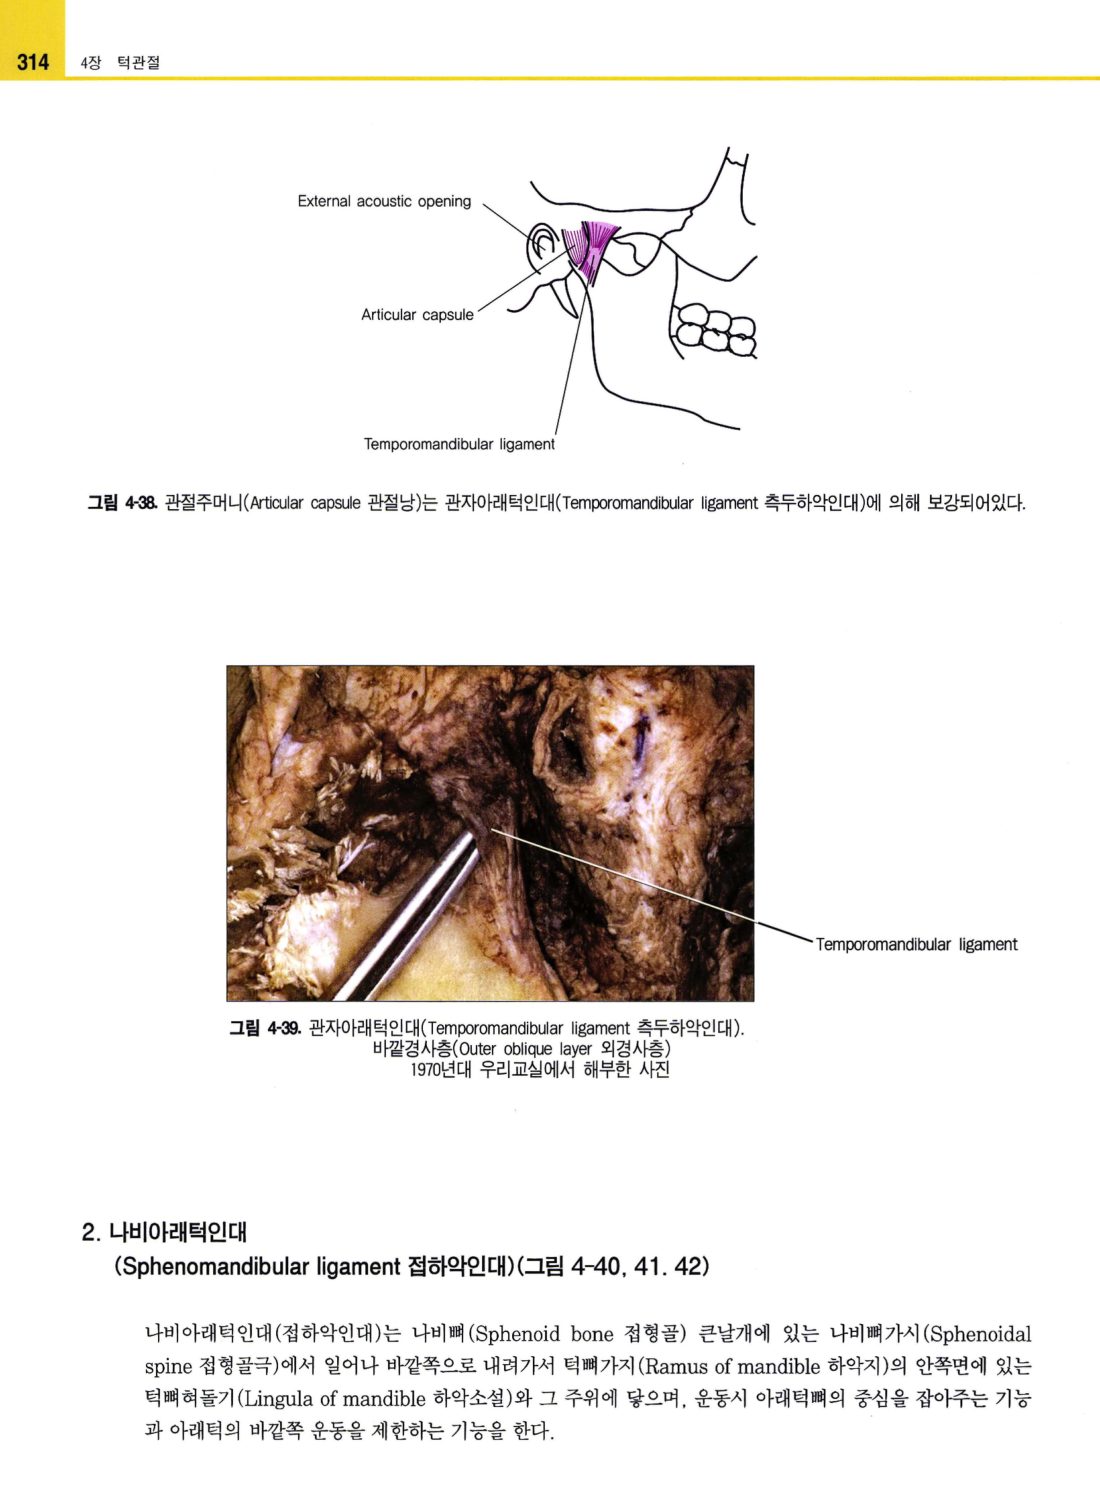 314 4장 턱관절
External acoustic opening
Articular capsule
Temporomandibular ligament
그림 4-38. 관절주머니(Articular capsule 관절낭)는 관자아래턱인대(Temporomandibular ligament 측두하악인대)에 의해 보강되어있다.
Temporomandibular ligament
그림 4-39. 관자아래턱인대(Temporomandibular ligament 측두하악인대).
바깥경사층(Outer oblique layer 외경사층)
1970년대 우리교실에서 해부한 사진
2. 나비아래턱인대
(Sphenomandibular ligament 접하악인대)(그림 4-40, 41. 42)
나비아래턱인대(접하악인대)는 나비뼈(Sphenoid bone 접형골) 큰날개에 있는 나비뼈가시(Sphenoidal
spine 접형골극)에서 일어나 바깥쪽으로 내려가서 턱뼈가지(Ramus of mandible 하악지)의 안쪽면에 있는
턱뼈혀돌기(Lingula of mandible 하악소설)와 그 주위에 닿으며, 운동시 아래턱뼈의 중심을 잡아주는 기능
과 아래턱의 바깥쪽 운동을 제한하는 기능을 한다.